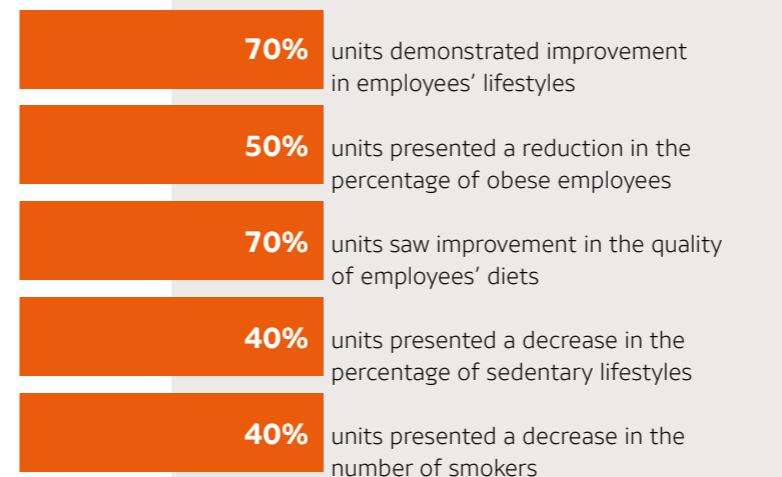 70% units demonstrated improvement
in employees’ lifestyles
50% units presented a reduction in the
percentage of obese employees
70% units saw improvement in the quality
of employees’ diets
40% units presented a decrease in the
percentage of sedentary lifestyles
40% units presented a decrease in the
number of smokers